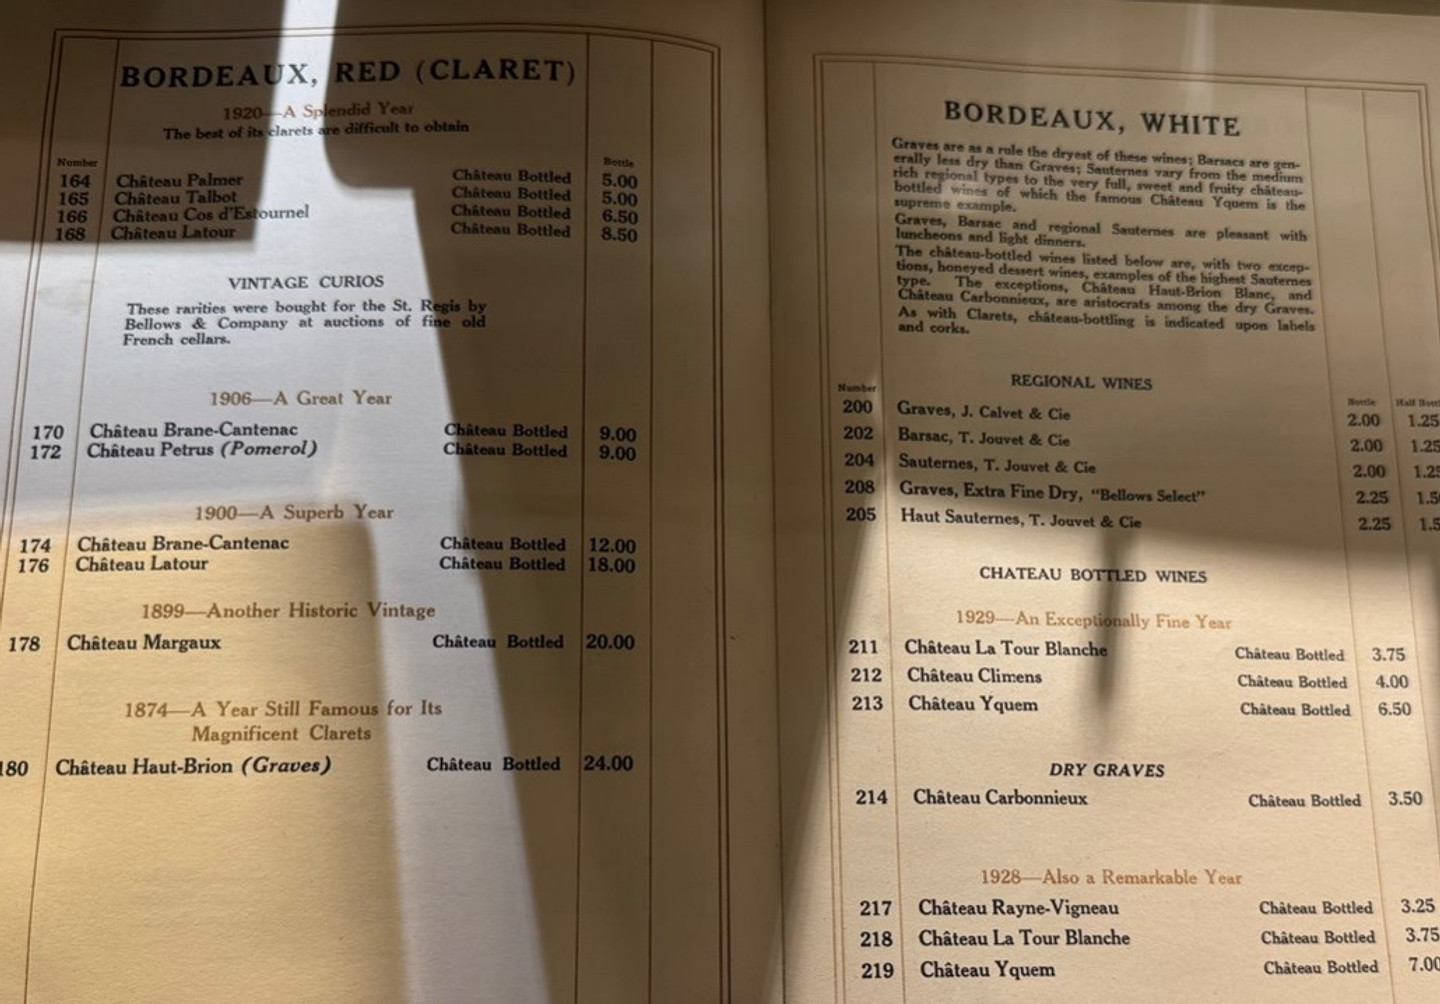 BORDEAUX, RED (CLARET)
1920—A Splendid Year
The best of its clarets are difficult to obtain
Number Bottle
164 Château Palmer Château Bottled 5.00
165 Château Talbot Château Bottled 5.00
166 Château Cos d'Estournel Château Bottled 6.50
168 Château Latour Château Bottled 8.50
VINTAGE CURIOS
These rarities were bought for the St. Regis by
Bellows & Company at auctions of fine old
French cellars.
1906—A Great Year
170 Château Brane-Cantenac Château Bottled 9.00
172 Château Petrus (Pomerol) Château Bottled 9.00
1900—A Superb Year
174 Château Brane-Cantenac Château Bottled 12.00
176 Château Latour Château Bottled 18.00
1899—Another Historic Vintage
178 Château Margaux Château Bottled 20.00
1874—A Year Still Famous for Its
Magnificent Clarets
180 Château Haut-Brion (Graves) Château Bottled 24.00
BORDEAUX, WHITE
Graves are as a rule the dryest of these wines; Barsacs are gen-
erally less dry than Graves; Sauternes vary from the medium
rich regional types to the very full, sweet and fruity château-
bottled wines of which the famous Château Yquem is the
supreme example.
Graves, Barsac and regional Sauternes are pleasant with
luncheons and light dinners.
The château-bottled wines listed below are, with two excep-
tions, honeyed dessert wines, examples of the highest Sauternes
type. The exceptions, Château Haut-Brion Blanc, and
Château Carbonnieux, are aristocrats among the dry Graves.
As with Clarets, château-bottling is indicated upon labels
and corks.
REGIONAL WINES
Number Bottle Half
200 Graves, J. Calvet & Cie 2.00 1.25
202 Barsac, T. Jouvet & Cie 2.00 1.25
204 Sauternes, T. Jouvet & Cie 2.00 1.25
208 Graves, Extra Fine Dry, "Bellows Select" 2.25 1.5
205 Haut Sauternes, T. Jouvet & Cie 2.25 1.5
CHATEAU BOTTLED WINES
1929—An Exceptionally Fine Year
211 Château La Tour Blanche Château Bottled 3.75
212 Château Climens Château Bottled 4.00
213 Château Yquem Château Bottled 6.50
DRY GRAVES
214 Château Carbonnieux Château Bottled 3.50
1928—Also a Remarkable Year
217 Château Rayne-Vigneau Château Bottled 3.25
218 Château La Tour Blanche Château Bottled 3.75
219 Château Yquem Château Bottled 7.00